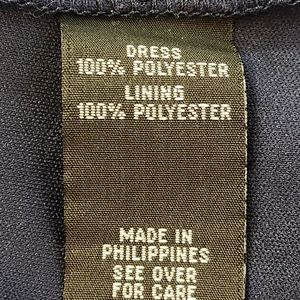 DRESS
100% POLYESTER
LINING
100% POLYESTER
MADE IN
PHILIPPINES
SEE OVER
FOR CARE